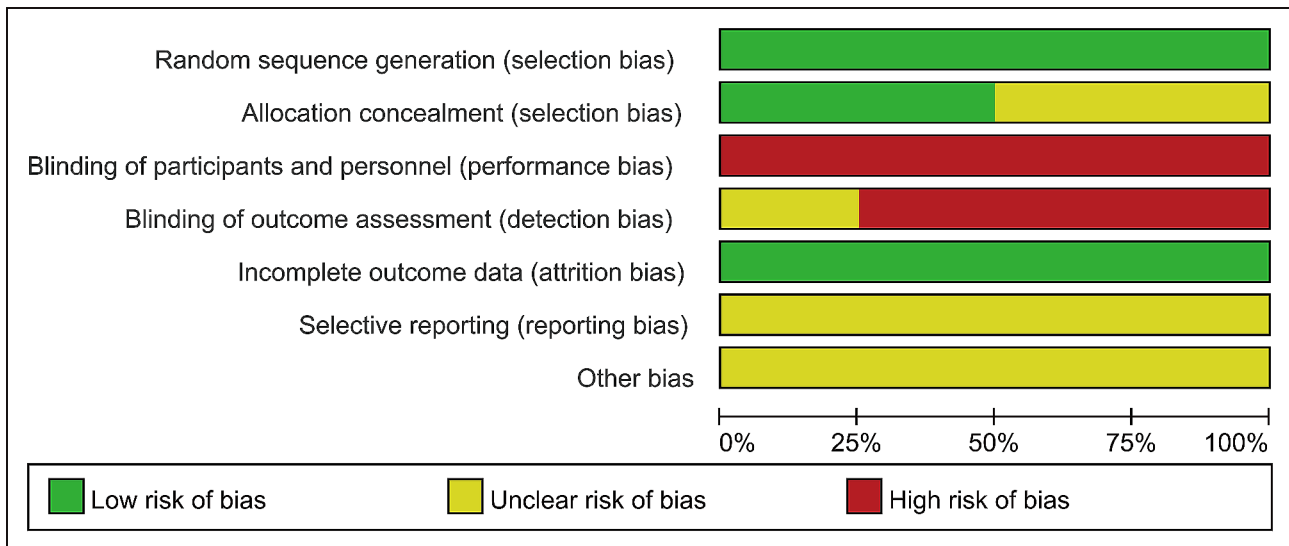 Random sequence generation (selection bias)
Allocation concealment (selection bias)
Blinding of participants and personnel (performance bias)
Blinding of outcome assessment (detection bias)
Incomplete outcome data (attrition bias)
Selective reporting (reporting bias)
Other bias
0% 25% 50% 75% 100%
Low risk of bias Unclear risk of bias High risk of bias